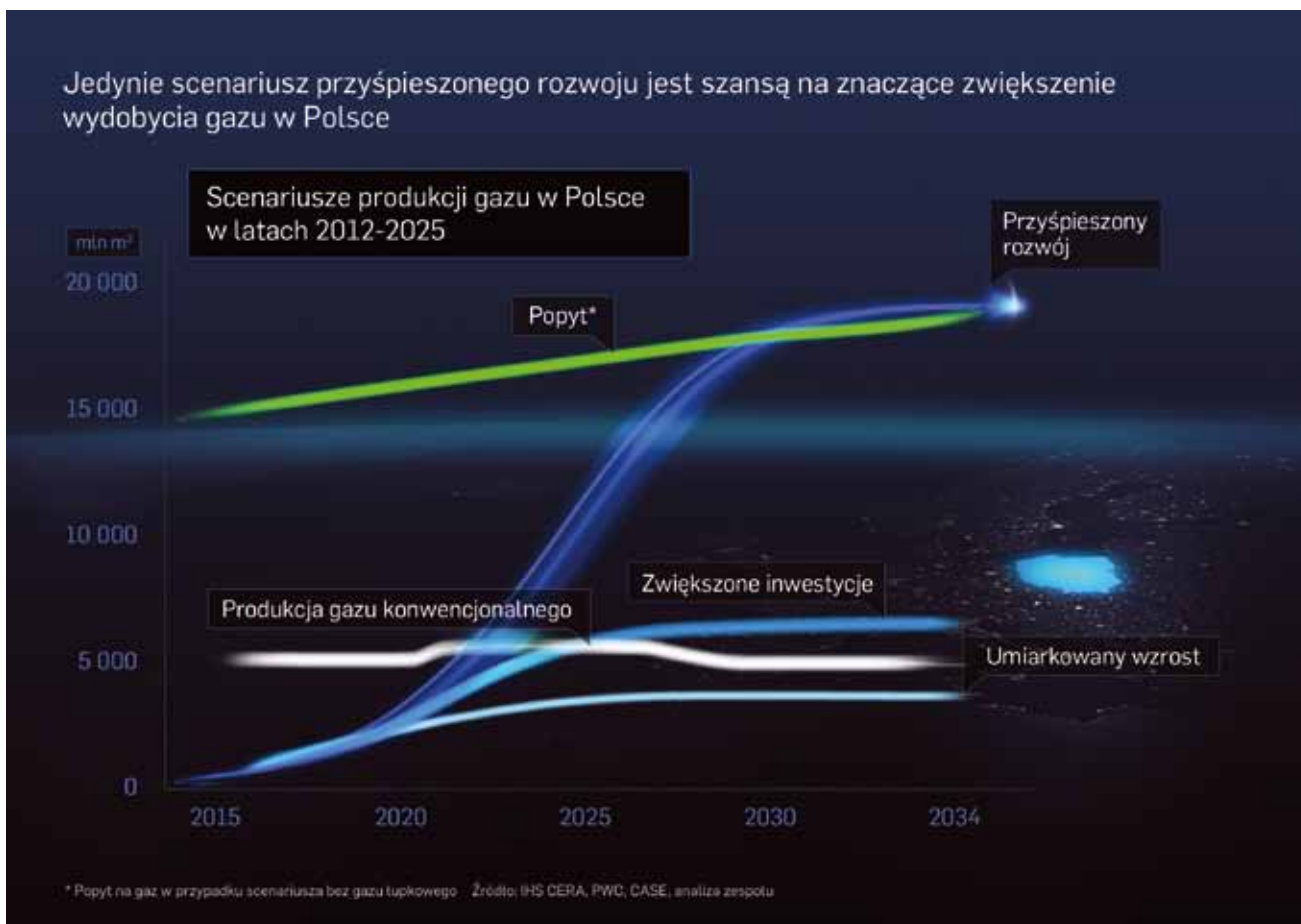 Jedynie scenariusz przyśpieszonego rozwoju jest szansą na znaczące zwiększenie
wydobycia gazu w Polsce
Scenariusze produkcji gazu w Polsce
w latach 2012-2025
mln m³
20 000
15 000
10 000
5 000
0
Przyśpieszony
rozwój
Popyt*
Zwiększone inwestycje
Produkcja gazu konwencjonalnego
Umiarkowany wzrost
2015 2020 2025 2030 2034
* Popyt na gaz w przypadku scenariusza bez gazu łupkowego Źródło: IHS CERA, PWC, CASE, analiza zespołu